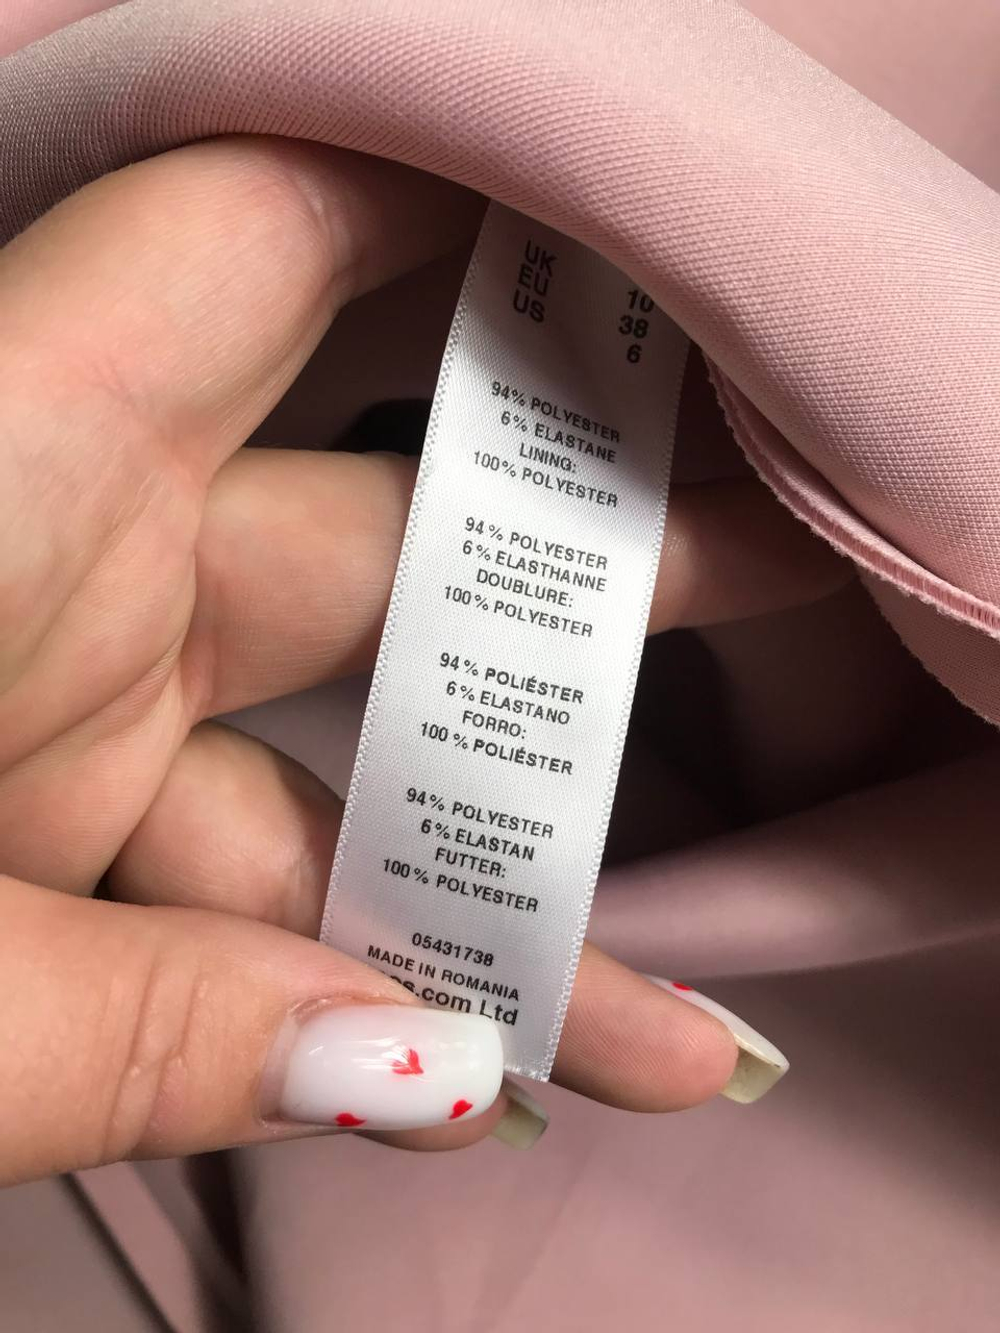 UK 10
EU 38
US 6
94% POLYESTER
6% ELASTANE
LINING:
100% POLYESTER
94% POLYESTER
6% ELASTHANNE
DOUBLURE:
100% POLYESTER
94% POLIÉSTER
6% ELASTANO
FORRO:
100% POLIÉSTER
94% POLYESTER
6% ELASTAN
FUTTER:
100% POLYESTER
05431738
MADE IN ROMANIA
.com Ltd